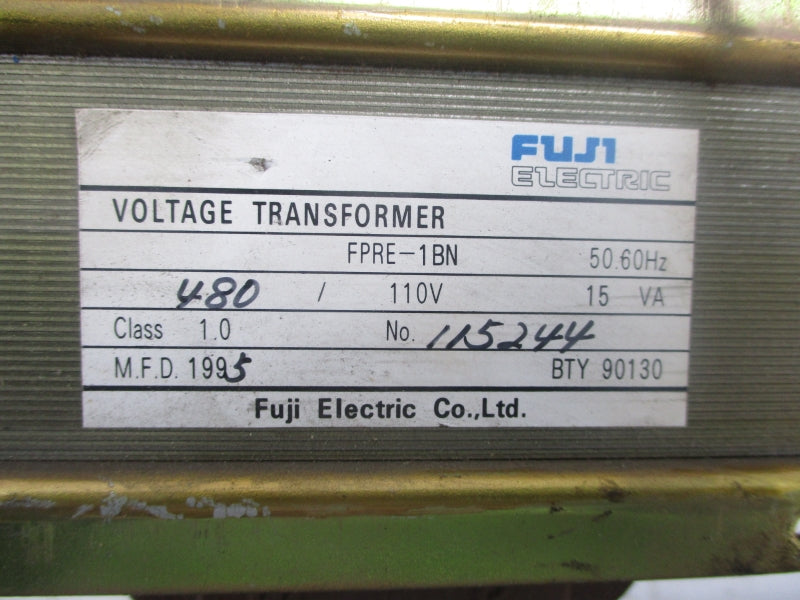 FUJI
ELECTRIC
VOLTAGE TRANSFORMER
FPRE-1BN 50.60Hz
480 / 110V 15 VA
Class 1.0 No. 115244
M.F.D. 1995 BTY 90130
Fuji Electric Co.,Ltd.